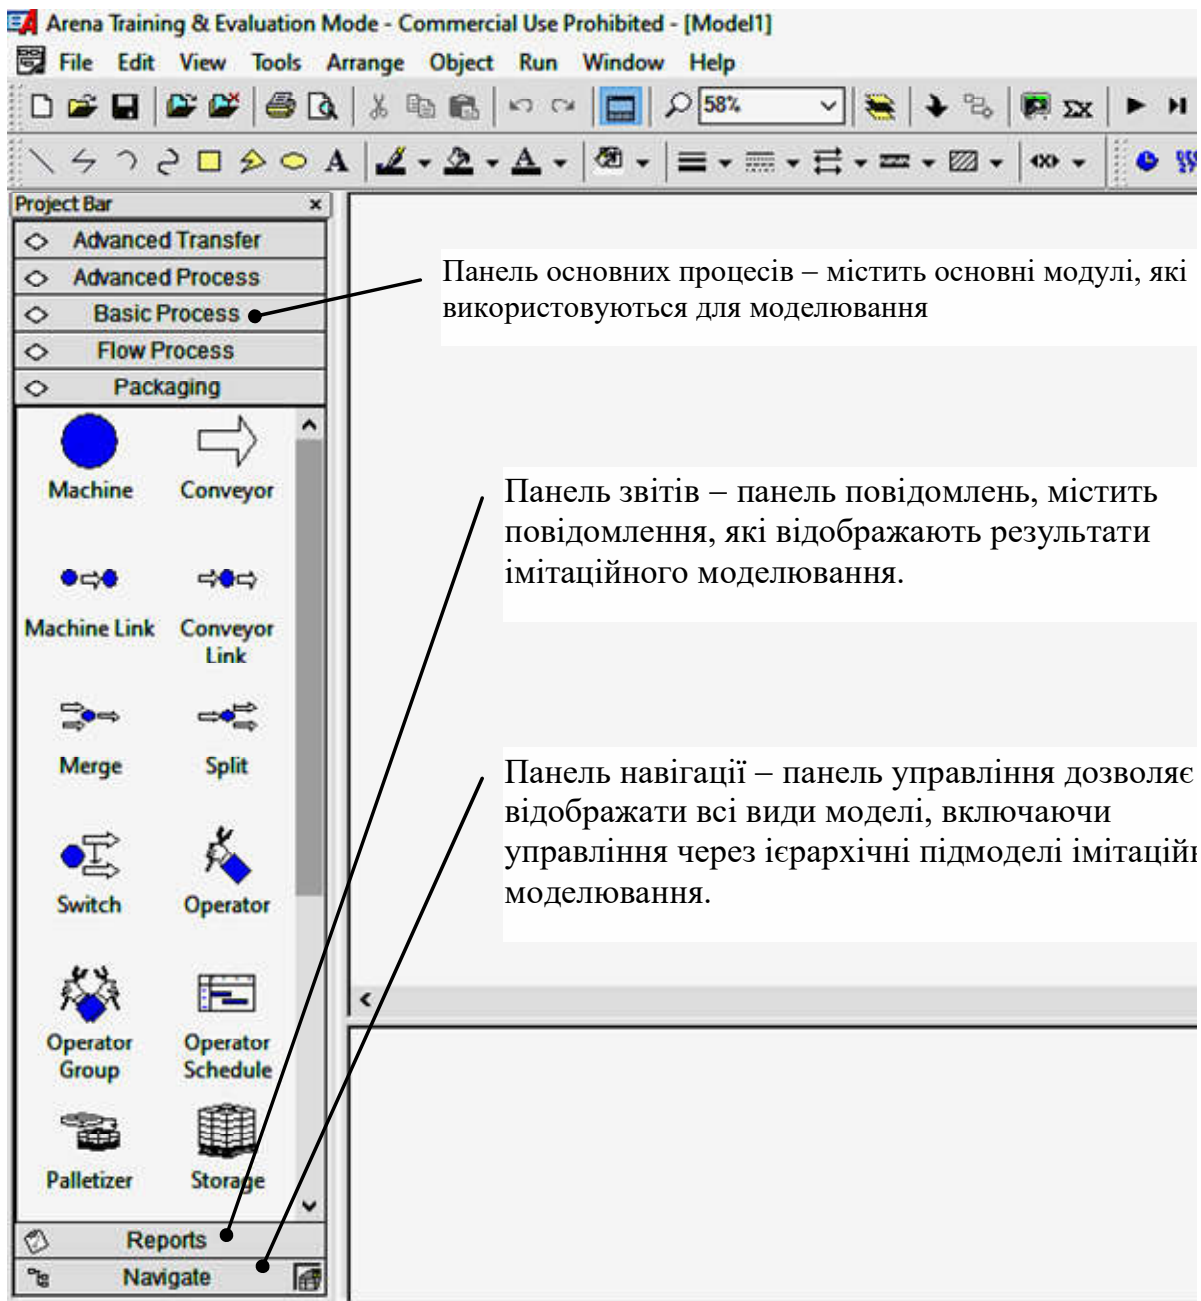 Arena Training & Evaluation Mode - Commercial Use Prohibited - [Model1]
File Edit View Tools Arrange Object Run Window Help
58%
A A
Project Bar
Advanced Transfer
Advanced Process
Basic Process
Flow Process
Packaging
Панель основних процесів – містить основні модулі, які
використовуються для моделювання
Machine Conveyor
Панель звітів – панель повідомлень, містить
повідомлення, які відображають результати
імітаційного моделювання.
Machine Link Conveyor
Link
Merge Split
Панель навігації – панель управління дозволяє
відображати всі види моделі, включаючи
управління через ієрархічні підмоделі імітаційн
моделювання.
Switch Operator
Operator Operator
Group Schedule
Palletizer Storage
Reports
Navigate